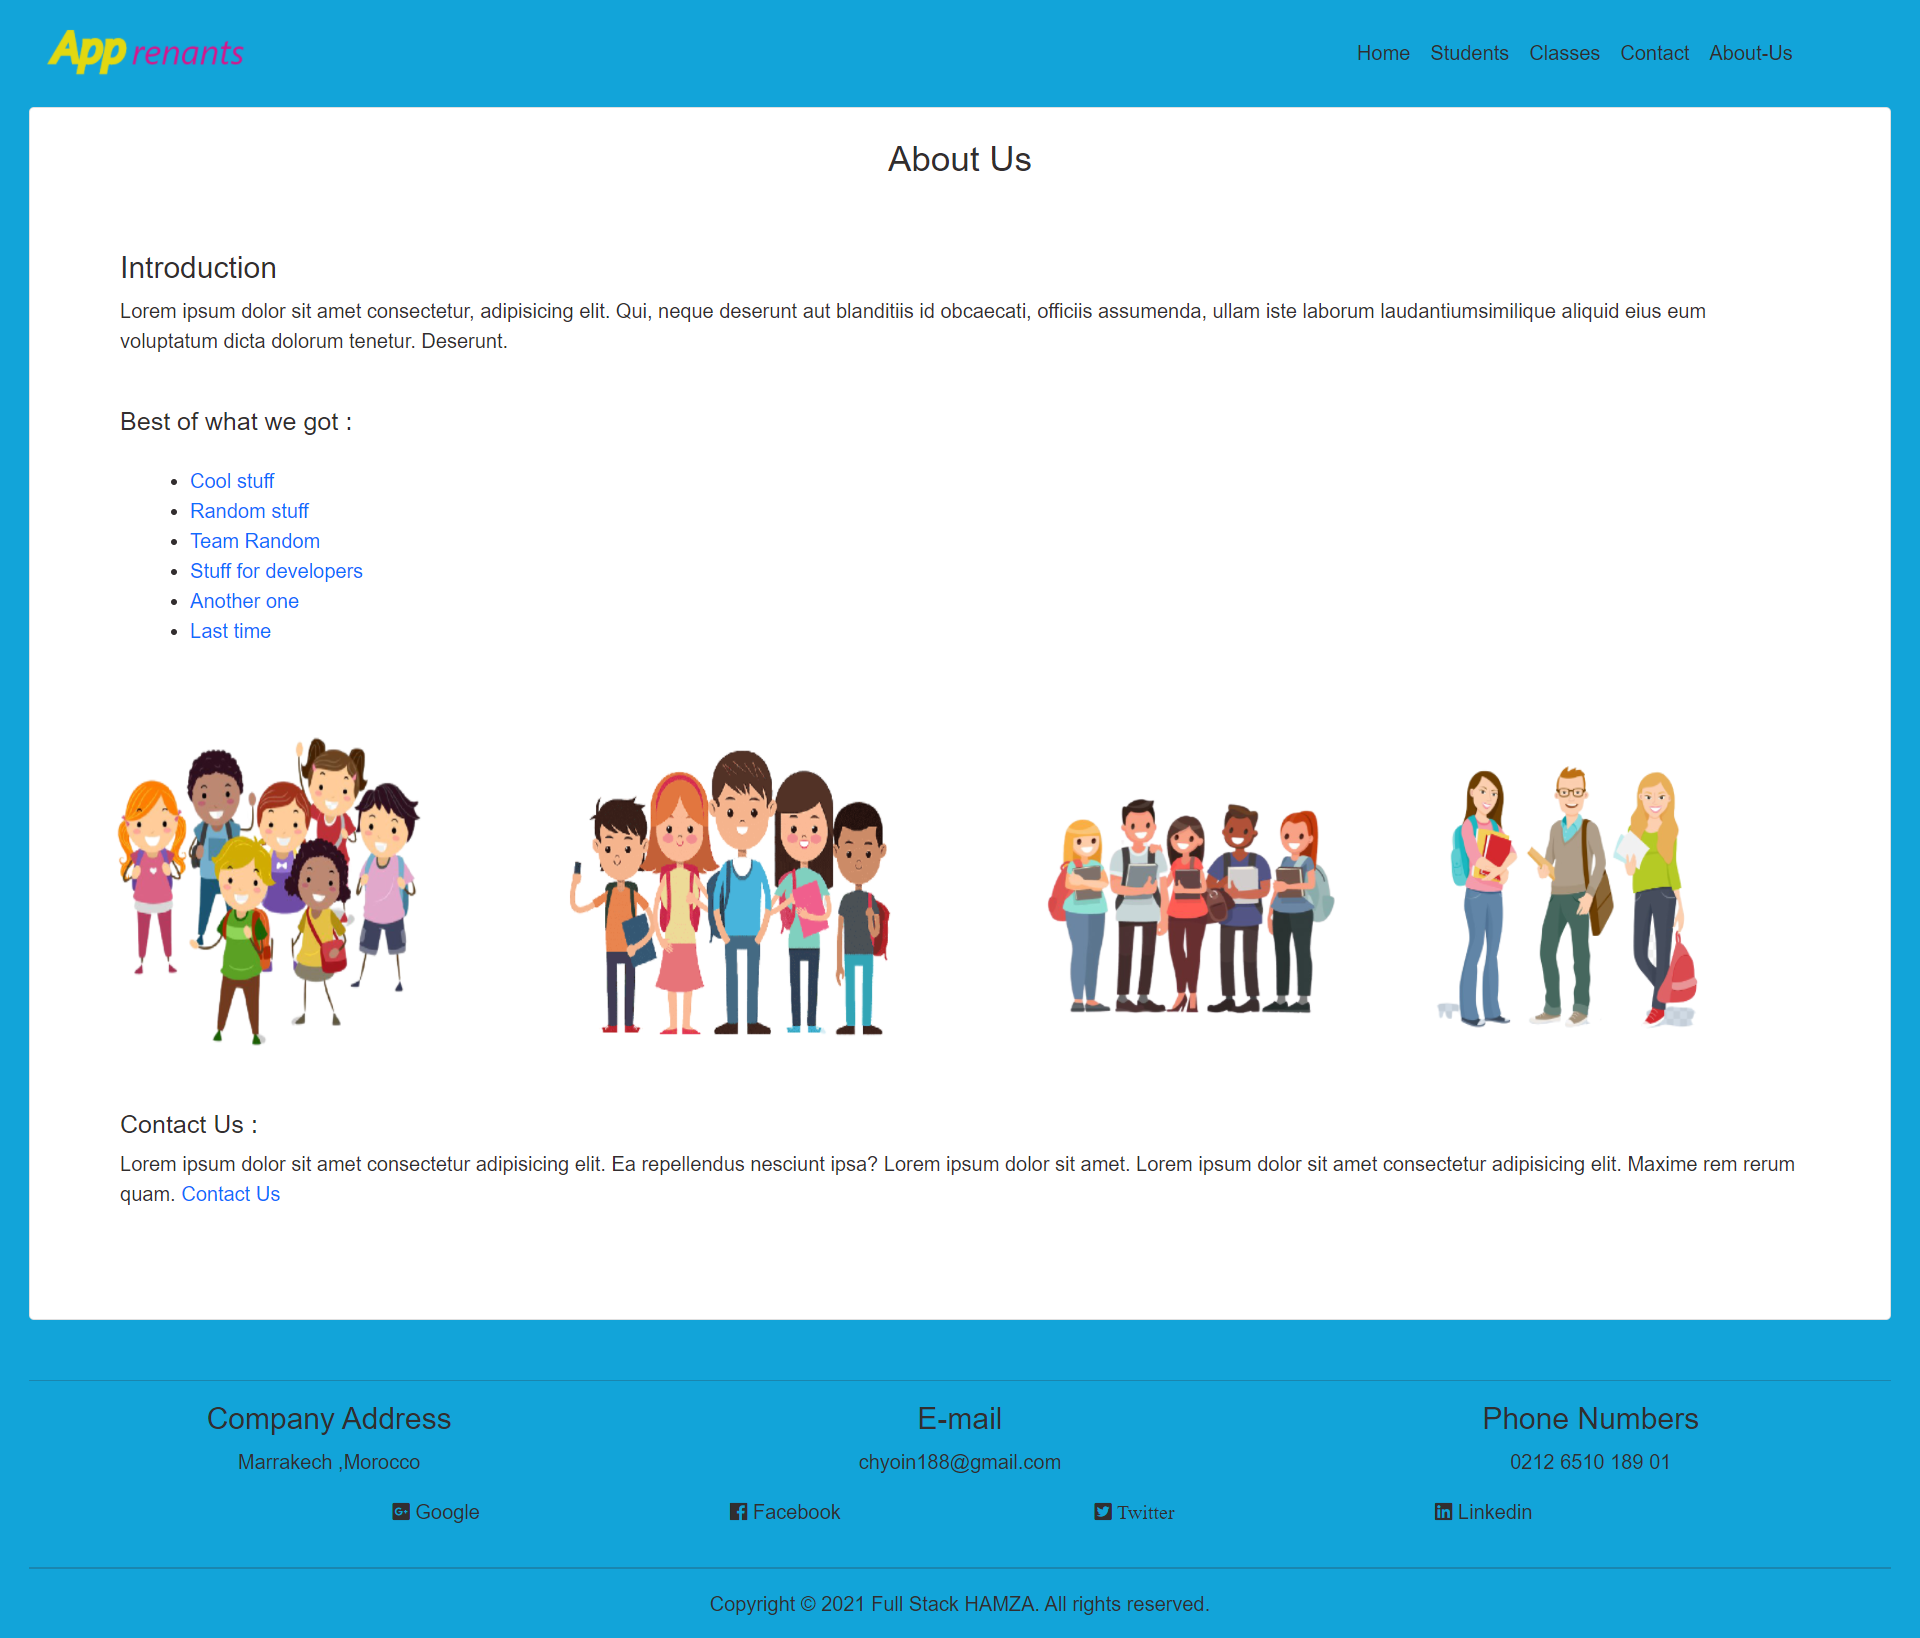 App renants
Home Students Classes Contact About-Us
About Us
Introduction
Lorem ipsum dolor sit amet consectetur, adipisicing elit. Qui, neque deserunt aut blanditiis id obcaecati, officiis assumenda, ullam iste laborum laudantiumsimilique aliquid eius eum
voluptatum dicta dolorum tenetur. Deserunt.
Best of what we got :
• Cool stuff
• Random stuff
• Team Random
• Stuff for developers
• Another one
• Last time
Contact Us :
Lorem ipsum dolor sit amet consectetur adipisicing elit. Ea repellendus nesciunt ipsa? Lorem ipsum dolor sit amet. Lorem ipsum dolor sit amet consectetur adipisicing elit. Maxime rem rerum
quam. Contact Us
Company Address E-mail Phone Numbers
Marrakech ,Morocco chyoin188@gmail.com 0212 6510 189 01
Google Facebook Twitter Linkedin
Copyright © 2021 Full Stack HAMZA. All rights reserved.